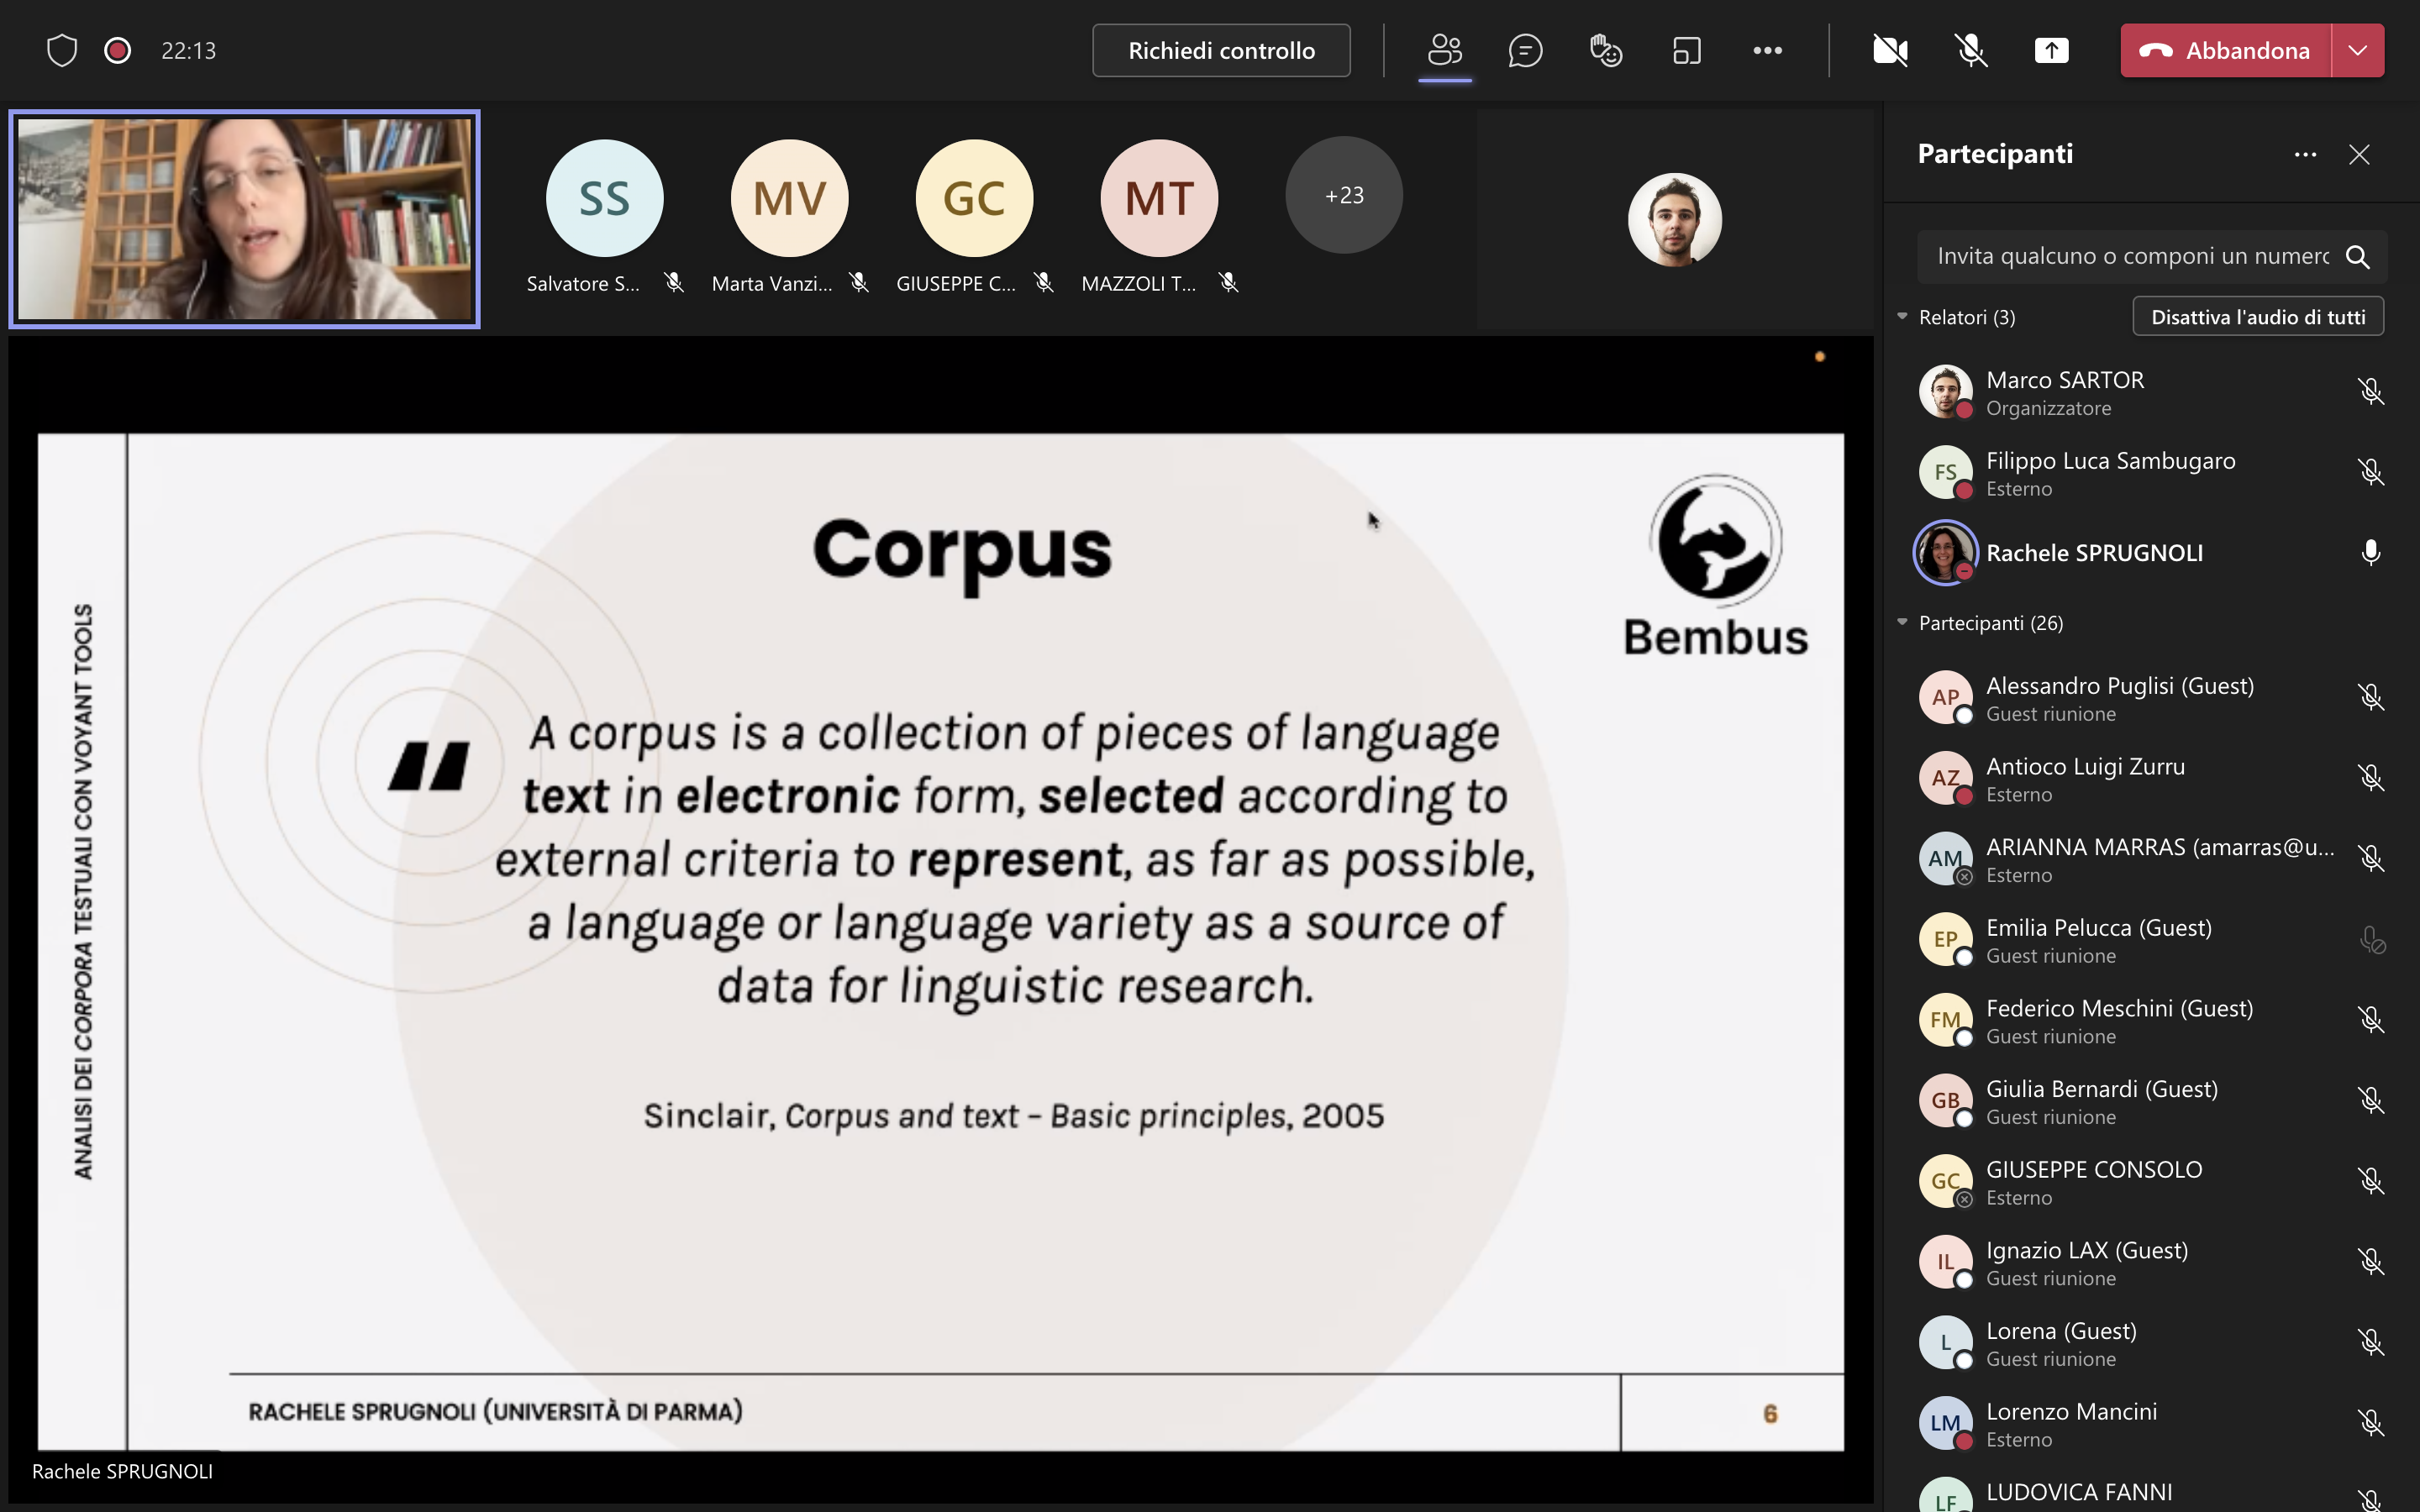 22:13
Richiedi controllo
Abbandona
SS
MV
GC
MT
+23
Salvatore S...
Marta Vanzi...
GIUSEPPE C...
MAZZOLI T...
Corpus
Bembus
ANALISI DEI CORPORA TESTUALI CON VOYANT TOOLS
A corpus is a collection of pieces of language
text in electronic form, selected according to
external criteria to represent, as far as possible,
a language or language variety as a source of
data for linguistic research.
Sinclair, Corpus and text – Basic principles, 2005
RACHELE SPRUGNOLI (UNIVERSITÀ DI PARMA)
6
Rachele SPRUGNOLI
Partecipanti
Invita qualcuno o componi un numerc
Relatori (3)
Disattiva l'audio di tutti
Marco SARTOR
Organizzatore
FS
Filippo Luca Sambugaro
Esterno
Rachele SPRUGNOLI
Partecipanti (26)
AP
Alessandro Puglisi (Guest)
Guest riunione
AZ
Antioco Luigi Zurru
Esterno
AM
ARIANNA MARRAS (amarras@u...
Esterno
EP
Emilia Pelucca (Guest)
Guest riunione
FM
Federico Meschini (Guest)
Guest riunione
GB
Giulia Bernardi (Guest)
Guest riunione
GC
GIUSEPPE CONSOLO
Esterno
IL
Ignazio LAX (Guest)
Guest riunione
L
Lorena (Guest)
Guest riunione
LM
Lorenzo Mancini
Esterno
LF
LUDOVICA FANNI